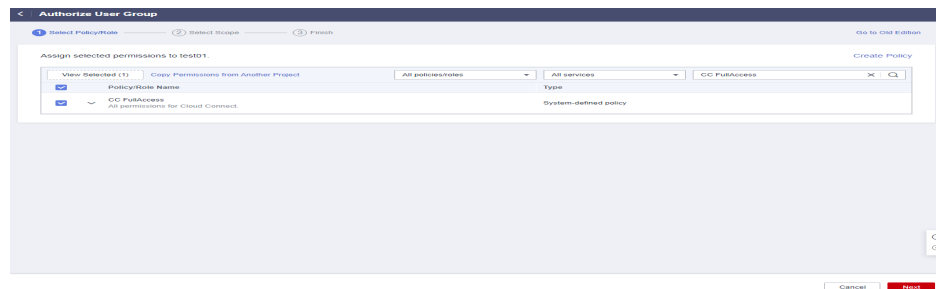 < Authorize User Group
1 Select Policy/Role 2 Select Scope 3 Finish Go to Old Edition
Assign selected permissions to test01. Create Policy
View Selected (1) Copy Permissions from Another Project All policies/roles All services CC FullAccess
Policy/Role Name Type
CC FullAccess System-defined policy
All permissions for Cloud Connect.
Cancel Next